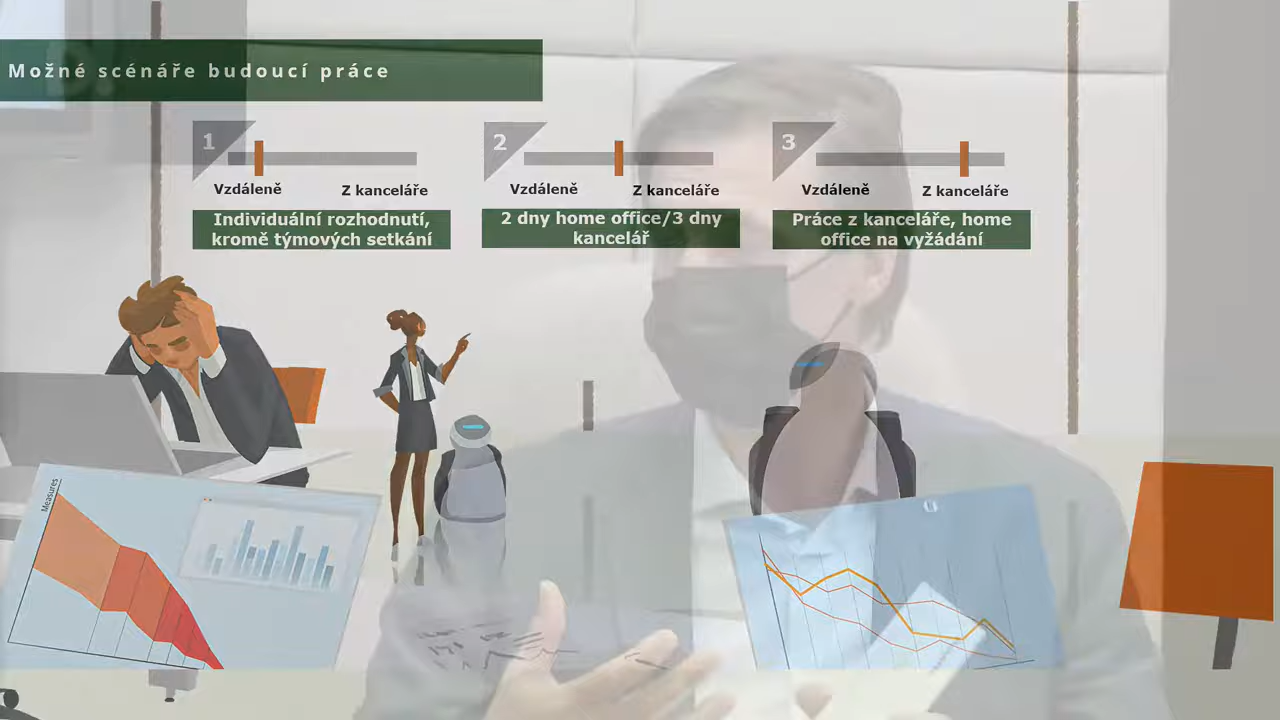 Možné scénáře budoucí práce
1
Vzdáleně
Z kanceláře
Individuální rozhodnutí,
kromě týmových setkání
2
Vzdáleně
Z kanceláře
2 dny home office/3 dny
kancelář
3
Vzdáleně
Z kanceláře
Práce z kanceláře, home
office na vyžádání
Measures